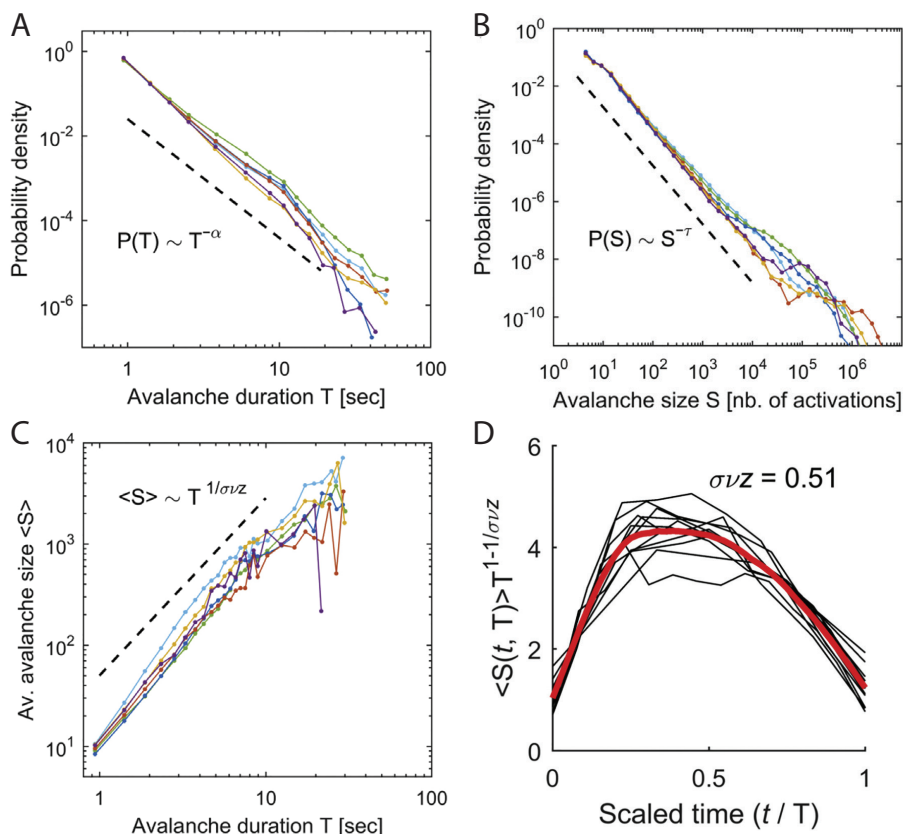 A
10^0
10^-2
10^-4
10^-6
Probability density
P(T) ~ T^-α
1
10
100
Avalanche duration T [sec]
B
10^0
10^-2
10^-4
10^-6
10^-8
10^-10
Probability density
P(S) ~ S^-τ
10^0
10^1
10^2
10^3
10^4
10^5
10^6
Avalanche size S [nb. of activations]
C
10^4
10^3
10^2
10^1
Av. avalanche size <S>
<S> ~ T^1/σνz
1
10
100
Avalanche duration T [sec]
D
6
4
2
0
<S(t, T)>T^1-1/σνz
σνz = 0.51
0
0.5
1
Scaled time (t / T)